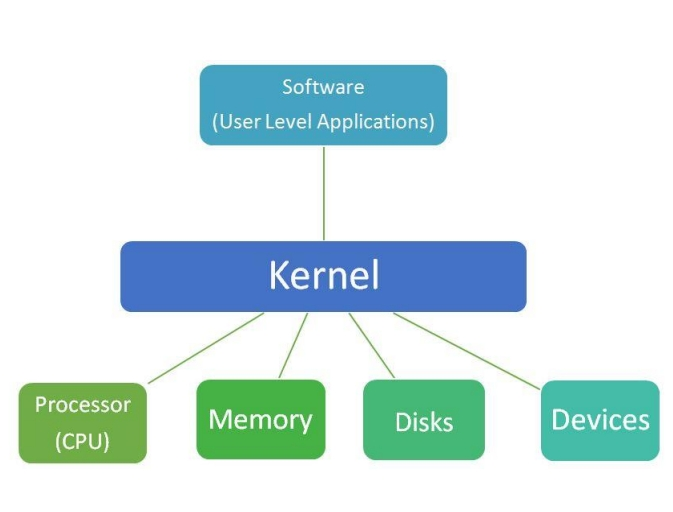 Software
(User Level Applications)
Kernel
Processor
(CPU)
Memory
Disks
Devices